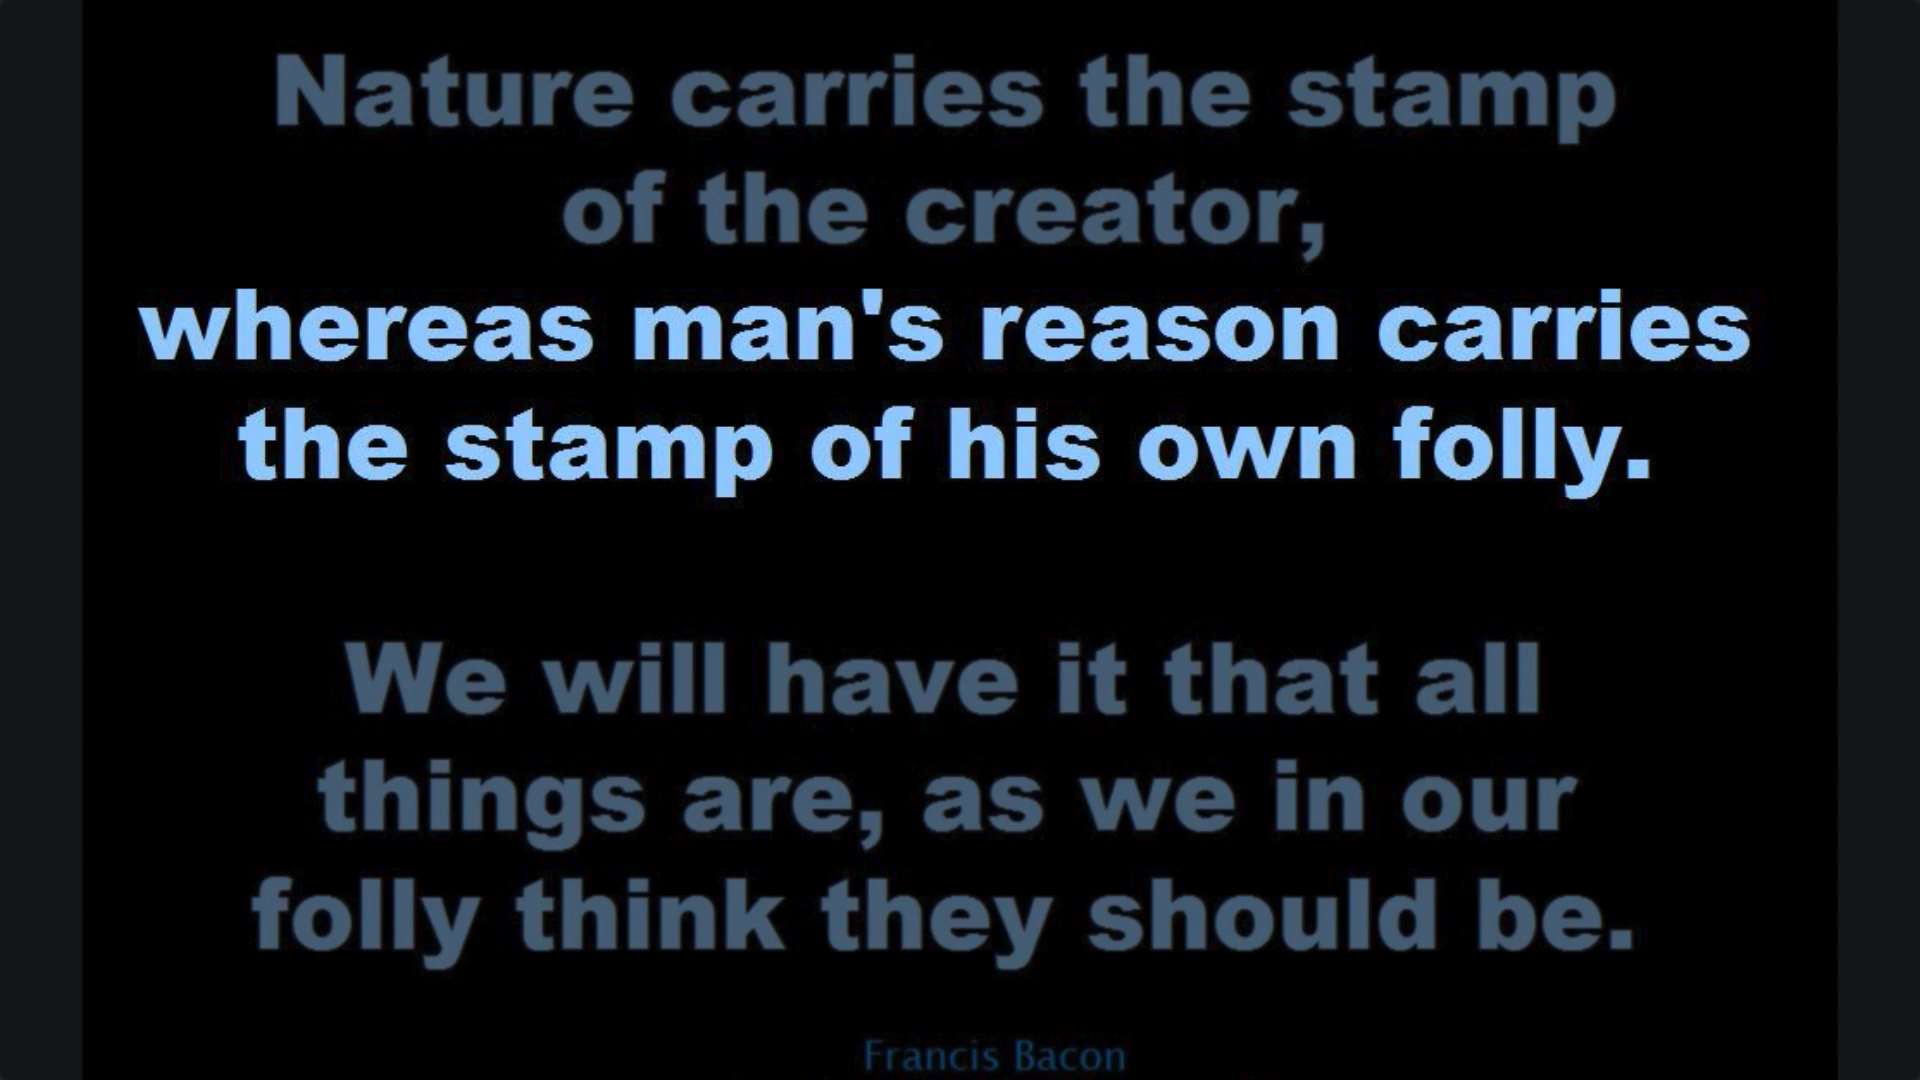 Nature carries the stamp
of the creator,
whereas man's reason carries
the stamp of his own folly.
We will have it that all
things are, as we in our
folly think they should be.
Francis Bacon